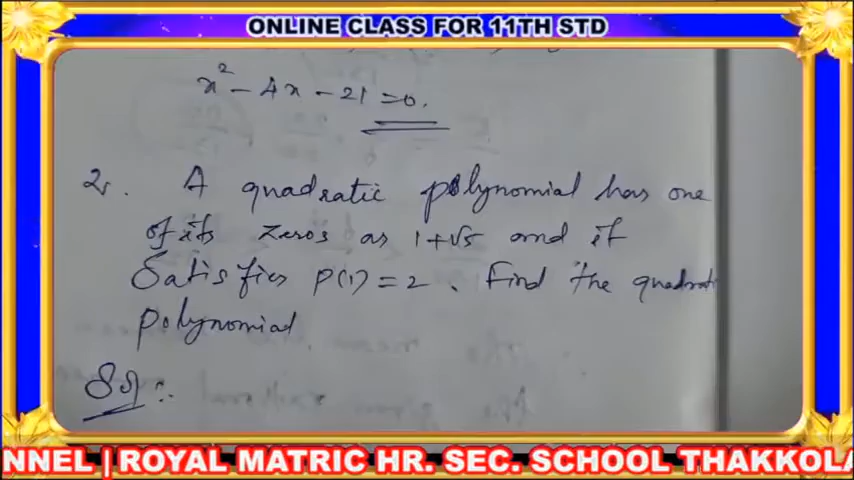 ONLINE CLASS FOR 11TH STD
x² - 4x - 21 = 0.
2. A quadratic polynomial has one
of its zeros as 1+√5 and it
Satisfies P(1) = 2. Find the quadrati
polynomial
Sol:
NNEL | ROYAL MATRIC HR. SEC. SCHOOL THAKKOLA